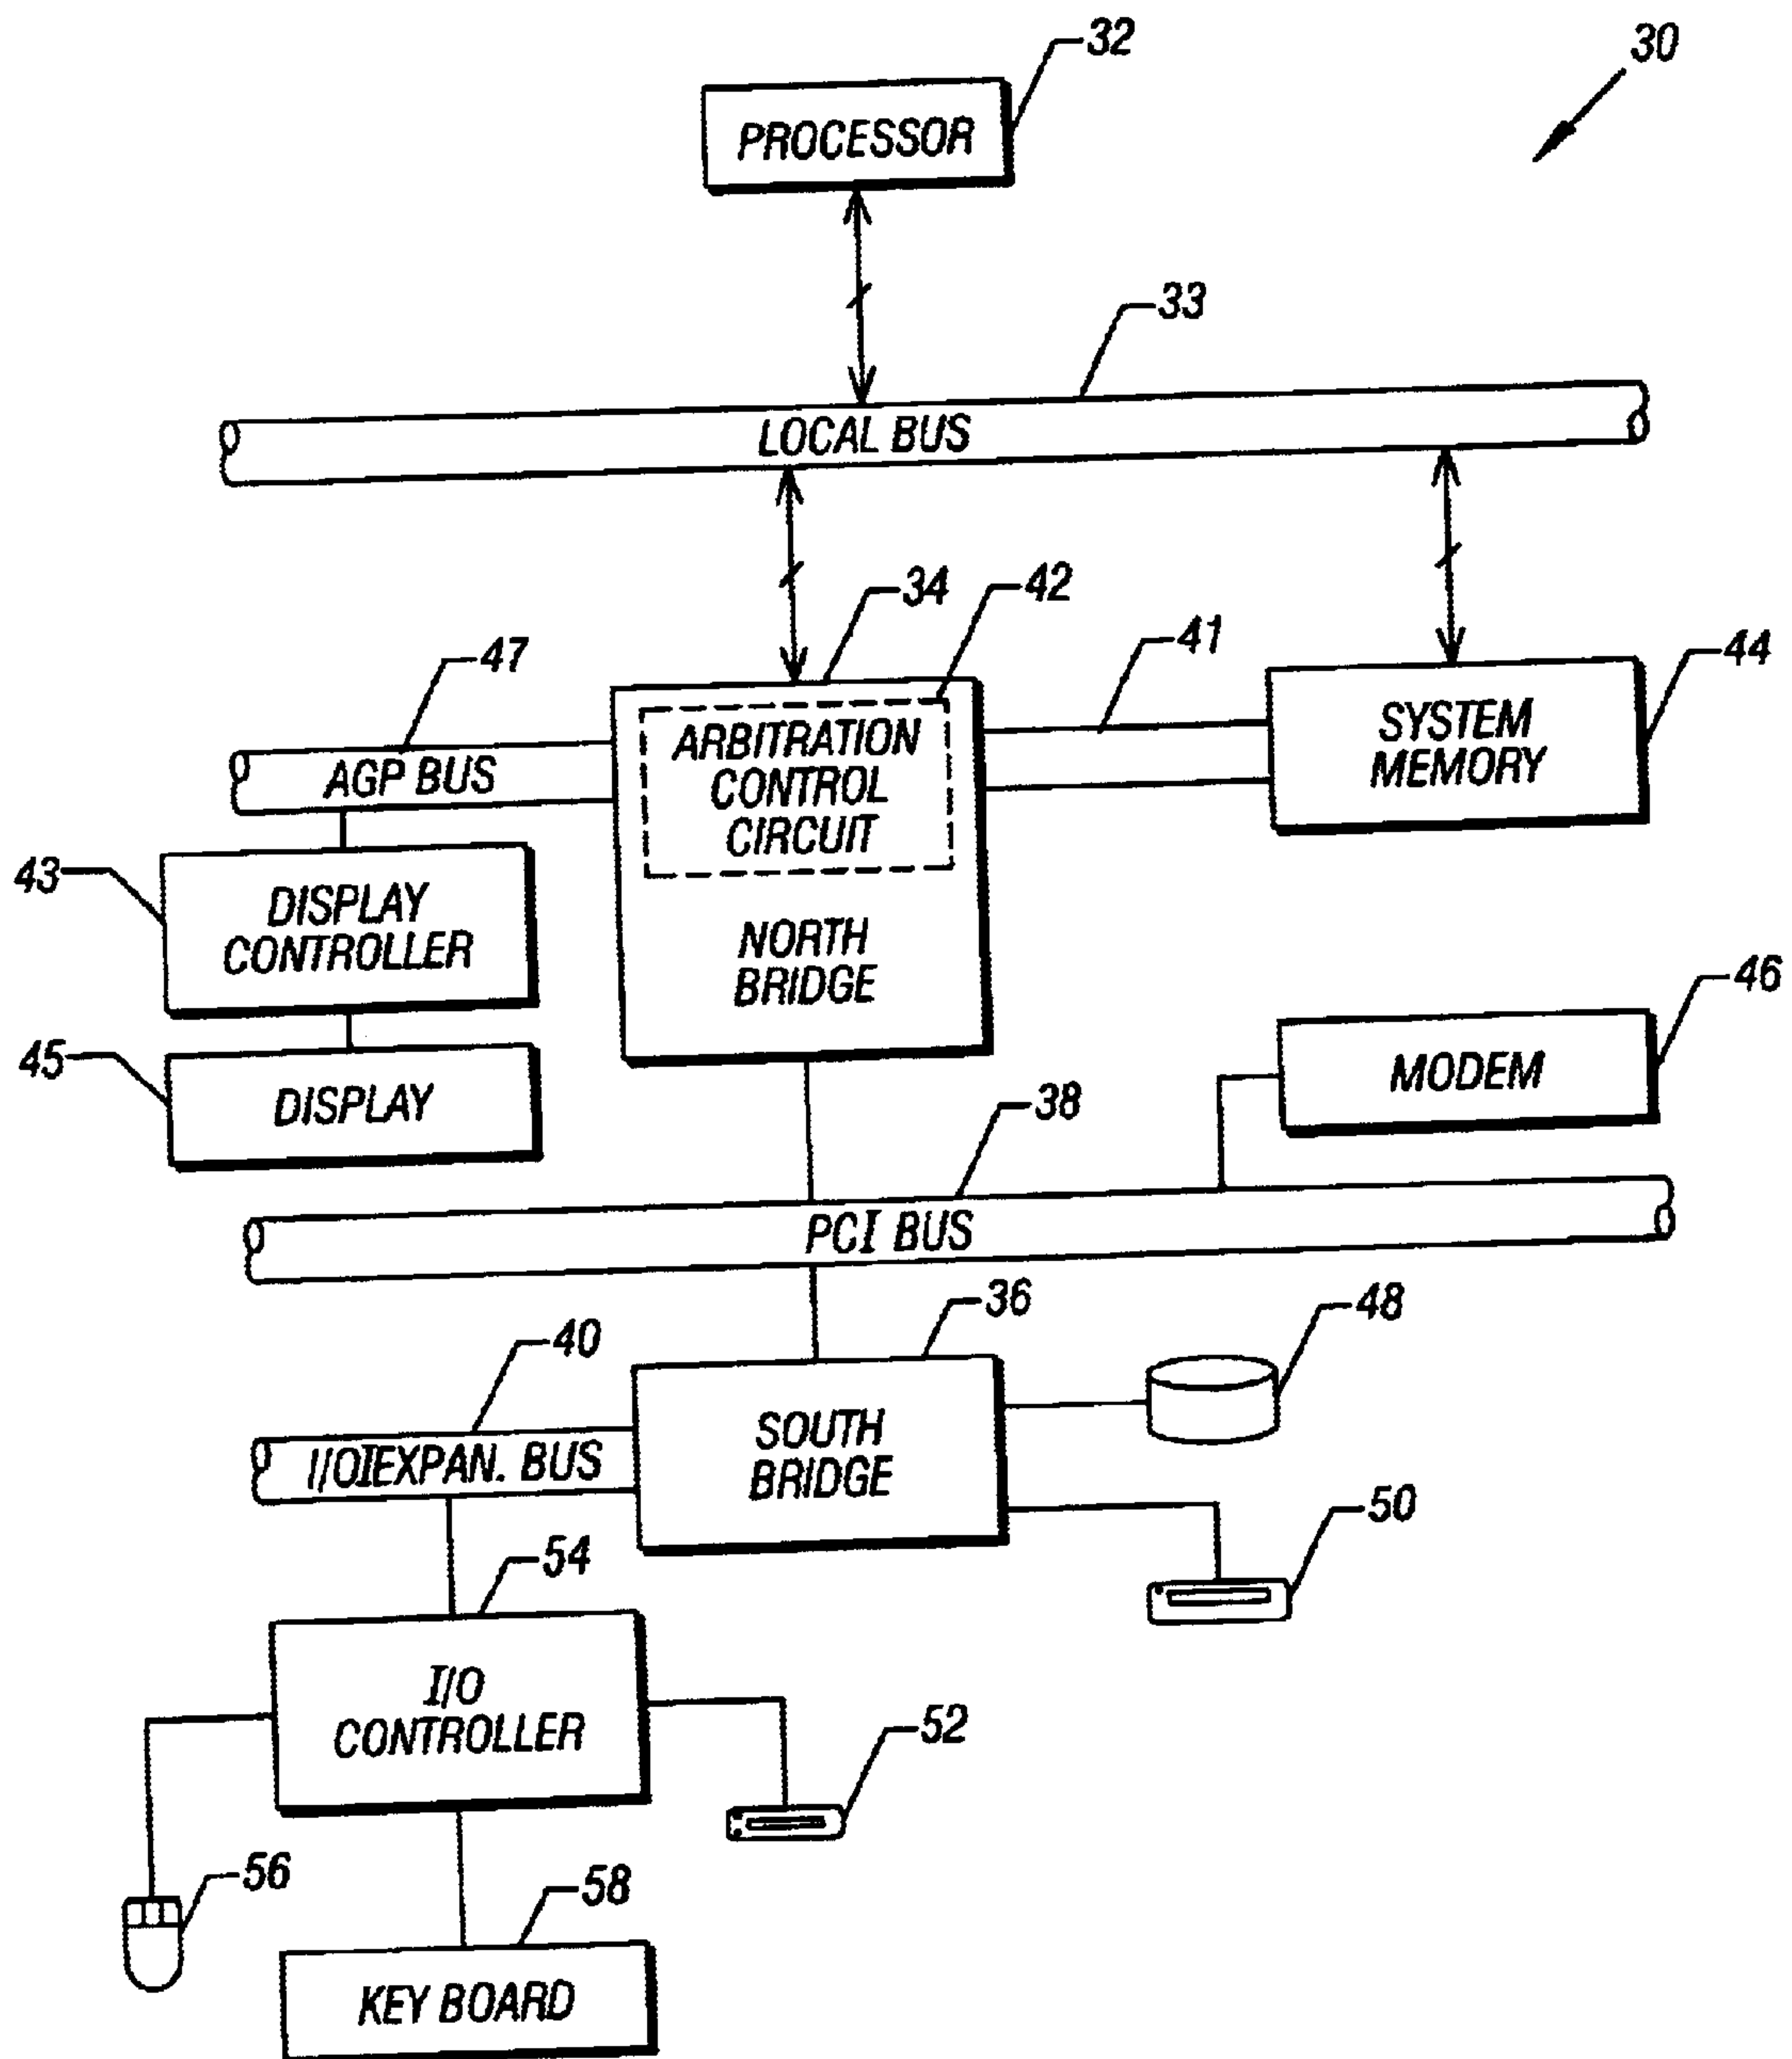 32
30
PROCESSOR
33
LOCAL BUS
34
42
41
44
47
ARBITRATION
CONTROL
CIRCUIT
SYSTEM
MEMORY
AGP BUS
43
DISPLAY
CONTROLLER
NORTH
BRIDGE
46
MODEM
45
DISPLAY
38
PCI BUS
36
48
40
SOUTH
BRIDGE
I/OIEXPAN. BUS
50
54
I/O
CONTROLLER
52
56
58
KEY BOARD